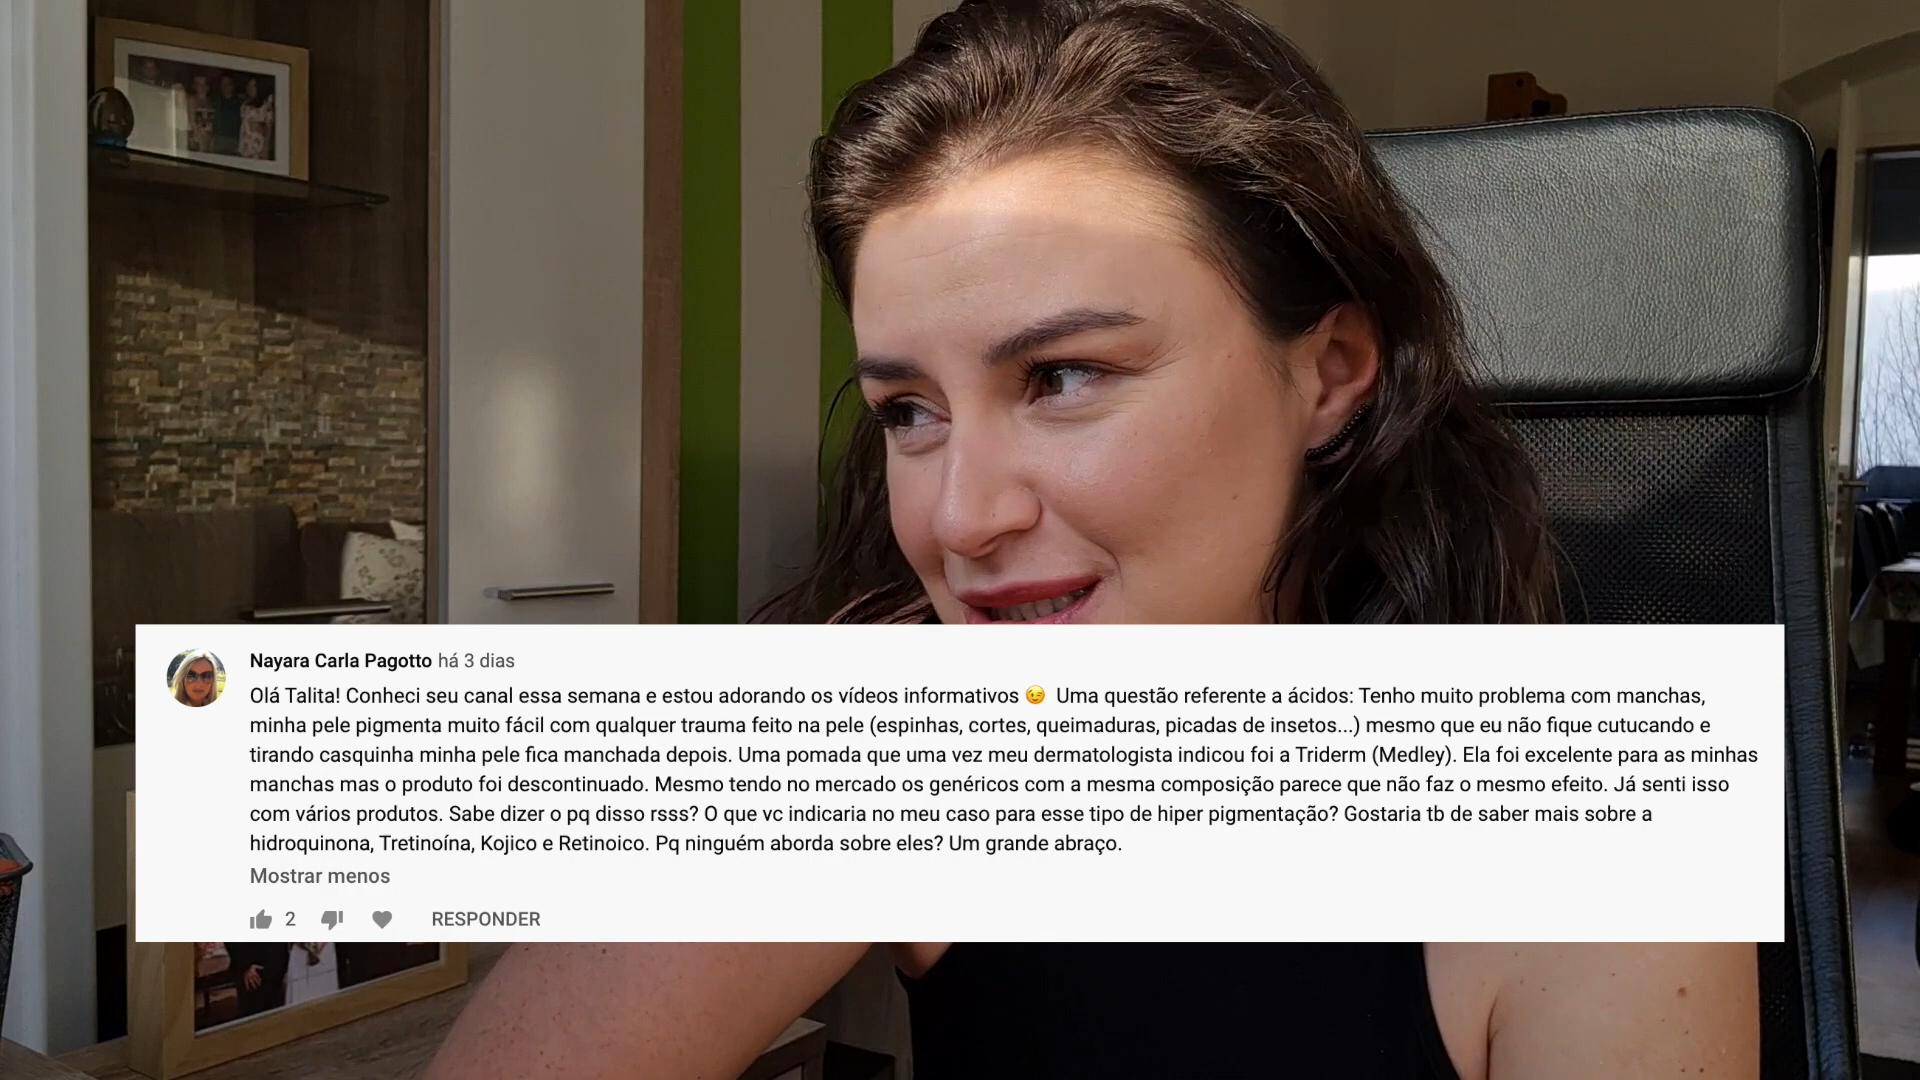 Nayara Carla Pagotto há 3 dias
Olá Talita! Conheci seu canal essa semana e estou adorando os vídeos informativos 😉 Uma questão referente a ácidos: Tenho muito problema com manchas,
minha pele pigmenta muito fácil com qualquer trauma feito na pele (espinhas, cortes, queimaduras, picadas de insetos...) mesmo que eu não fique cutucando e
tirando casquinha minha pele fica manchada depois. Uma pomada que uma vez meu dermatologista indicou foi a Triderm (Medley). Ela foi excelente para as minhas
manchas mas o produto foi descontinuado. Mesmo tendo no mercado os genéricos com a mesma composição parece que não faz o mesmo efeito. Já senti isso
com vários produtos. Sabe dizer o pq disso rsss? O que vc indicaria no meu caso para esse tipo de hiper pigmentação? Gostaria tb de saber mais sobre a
hidroquinona, Tretinoína, Kojico e Retinoico. Pq ninguém aborda sobre eles? Um grande abraço.
Mostrar menos
2 RESPONDER